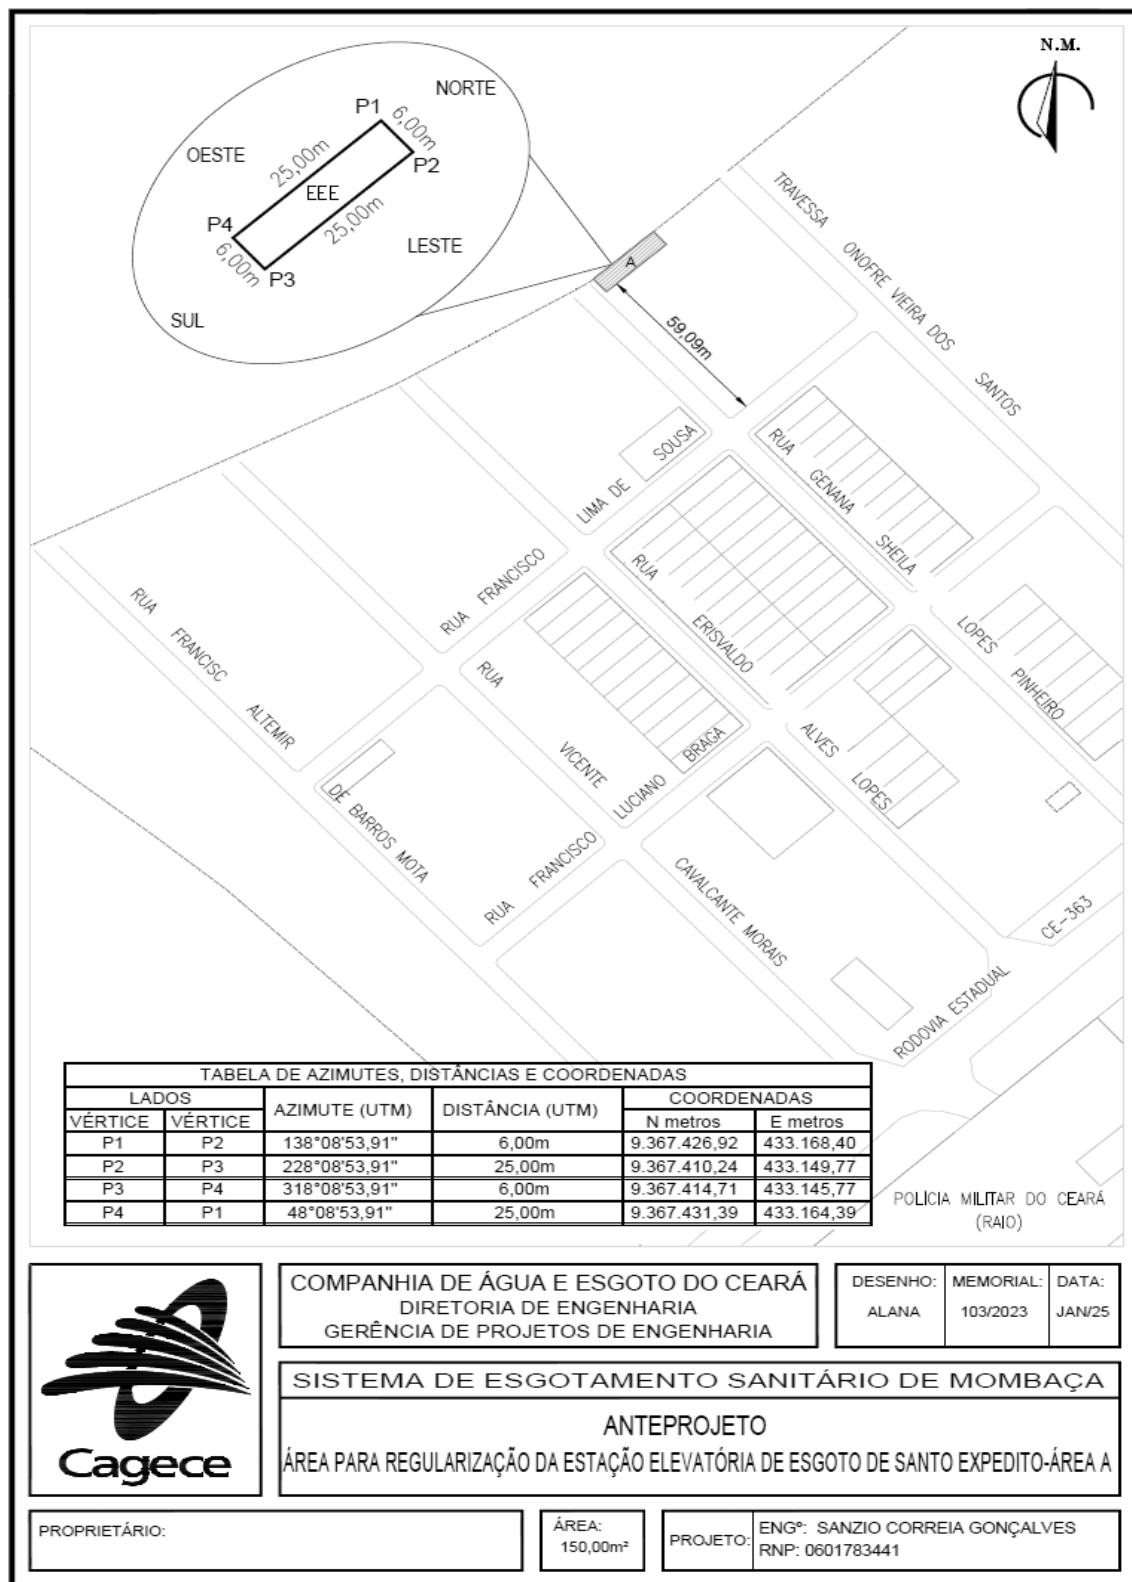 N.M.
NORTE
P1
6,00m
OESTE
25,00m
P2
EEE
P4
25,00m
LESTE
6,00m
P3
SUL
A
59,09m
TRAVESSA ONOFRE VIEIRA DOS SANTOS
RUA FRANCISCO LIMA DE SOUSA
RUA GENANA SHEILA LOPES PINHEIRO
RUA ERISVALDO ALVES LOPES
RUA VICENTE CAVALCANTE MORAIS
RUA FRANCISC ALTEMIR DE BARROS MOTA
RUA FRANCISCO LUCIANO BRAGA
RODOVIA ESTADUAL CE-363
POLÍCIA MILITAR DO CEARÁ
(RAIO)
TABELA DE AZIMUTES, DISTÂNCIAS E COORDENADAS
LADOS AZIMUTE (UTM) DISTÂNCIA (UTM) COORDENADAS
VÉRTICE VÉRTICE N metros E metros
P1 P2 138°08'53,91" 6,00m 9.367.426,92 433.168,40
P2 P3 228°08'53,91" 25,00m 9.367.410,24 433.149,77
P3 P4 318°08'53,91" 6,00m 9.367.414,71 433.145,77
P4 P1 48°08'53,91" 25,00m 9.367.431,39 433.164,39
Cagece
COMPANHIA DE ÁGUA E ESGOTO DO CEARÁ
DIRETORIA DE ENGENHARIA
GERÊNCIA DE PROJETOS DE ENGENHARIA
DESENHO: MEMORIAL: DATA:
ALANA 103/2023 JAN/25
SISTEMA DE ESGOTAMENTO SANITÁRIO DE MOMBAÇA
ANTEPROJETO
ÁREA PARA REGULARIZAÇÃO DA ESTAÇÃO ELEVATÓRIA DE ESGOTO DE SANTO EXPEDITO-ÁREA A
PROPRIETÁRIO:
ÁREA:
150,00m²
PROJETO:
ENGº: SANZIO CORREIA GONÇALVES
RNP: 0601783441